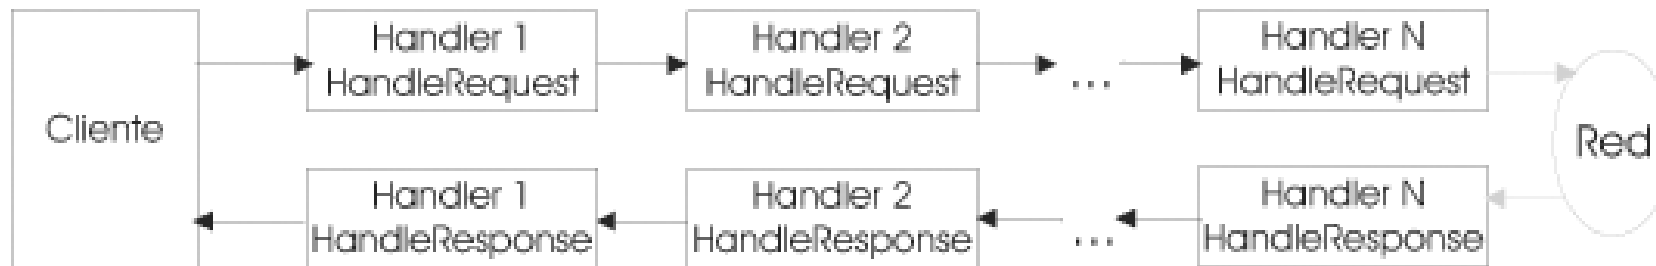 Cliente
Handler 1
HandleRequest
Handler 2
HandleRequest
...
Handler N
HandleRequest
Red
Handler 1
HandleResponse
Handler 2
HandleResponse
...
Handler N
HandleResponse